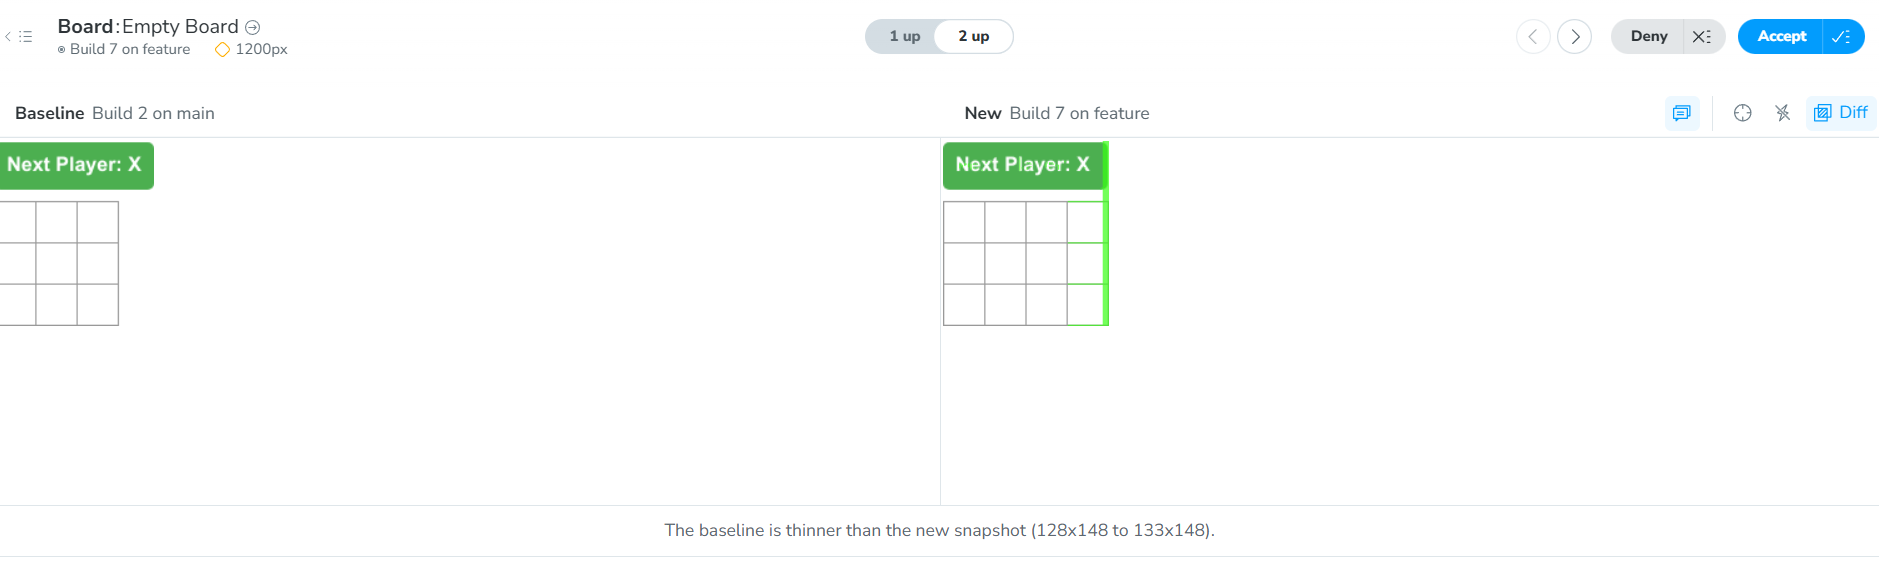 Board: Empty Board
Build 7 on feature 1200px
1 up 2 up
Deny Accept
Baseline Build 2 on main
New Build 7 on feature
Diff
Next Player: X
Next Player: X
The baseline is thinner than the new snapshot (128x148 to 133x148).